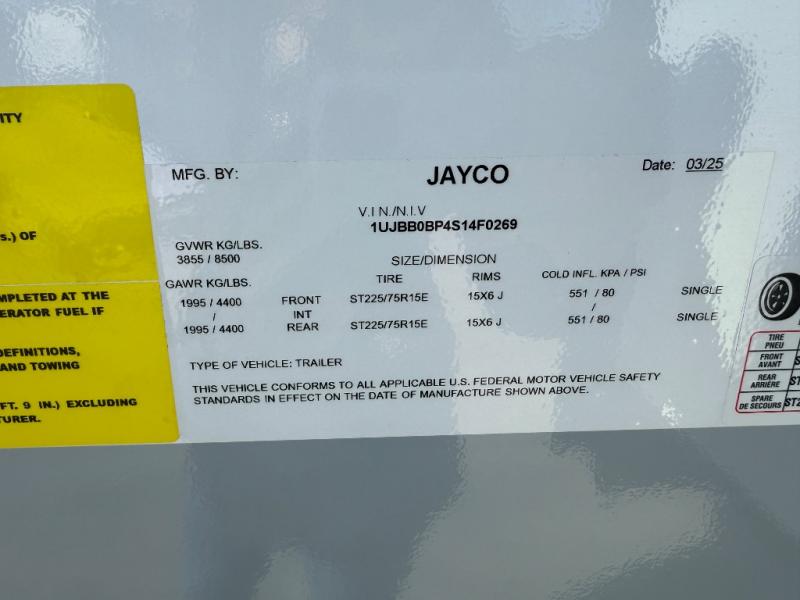 ITY
s.) OF
MPLETED AT THE
ERATOR FUEL IF
DEFINITIONS,
AND TOWING
FT. 9 IN.) EXCLUDING
TURER.
MFG. BY: JAYCO Date: 03/25
V.I.N./N.I.V
1UJBB0BP4S14F0269
GVWR KG/LBS.
3855 / 8500
SIZE/DIMENSION
GAWR KG/LBS. TIRE RIMS COLD INFL. KPA / PSI
1995 / 4400 FRONT ST225/75R15E 15X6 J 551 / 80 SINGLE
/ INT /
1995 / 4400 REAR ST225/75R15E 15X6 J 551 / 80 SINGLE
TYPE OF VEHICLE: TRAILER
THIS VEHICLE CONFORMS TO ALL APPLICABLE U.S. FEDERAL MOTOR VEHICLE SAFETY
STANDARDS IN EFFECT ON THE DATE OF MANUFACTURE SHOWN ABOVE.
TIRE
PNEU
FRONT
AVANT S
REAR
ARRIÈRE ST
SPARE
DE SECOURS ST2